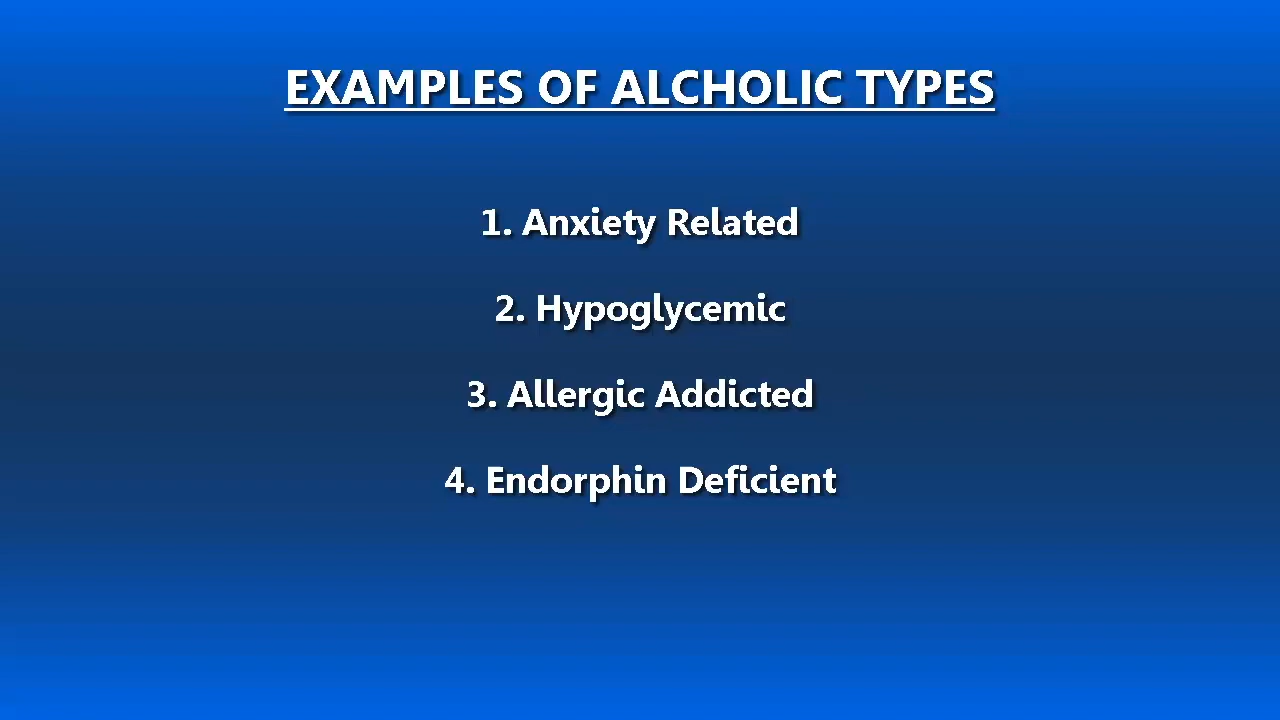 EXAMPLES OF ALCHOLIC TYPES
1. Anxiety Related
2. Hypoglycemic
3. Allergic Addicted
4. Endorphin Deficient